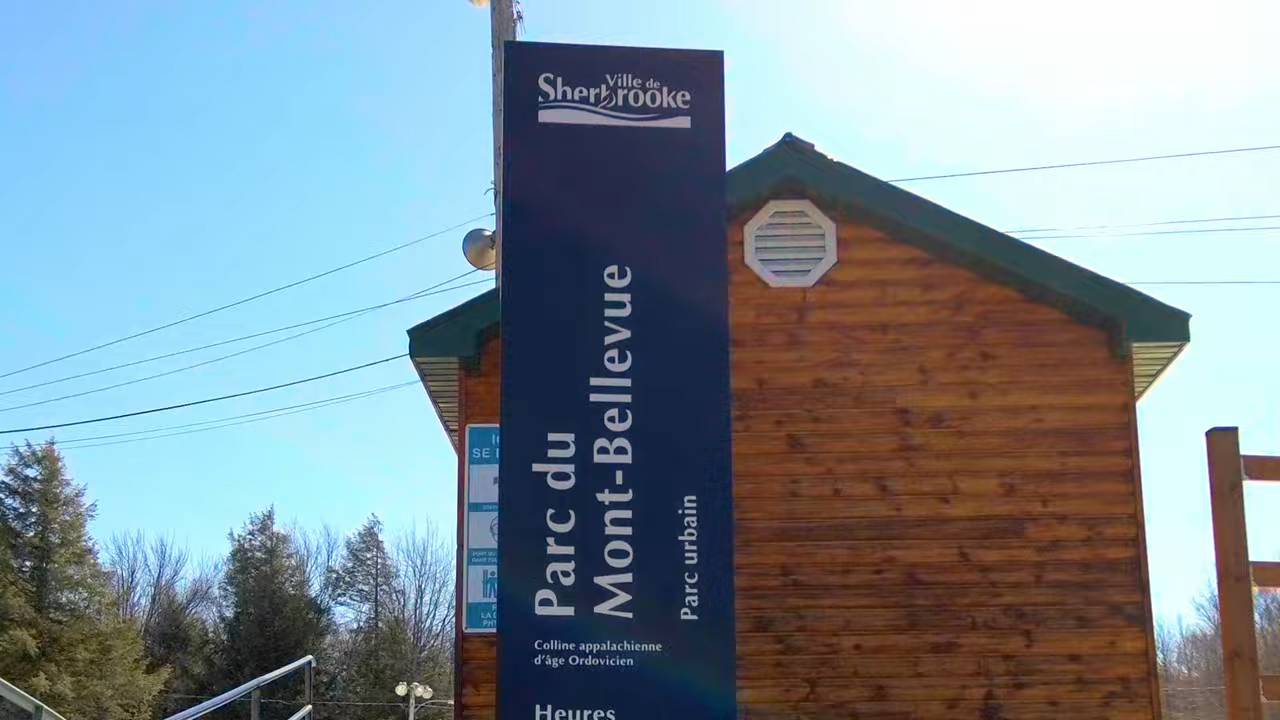 Ville de
Sherbrooke
Parc du
Mont-Bellevue
Parc urbain
Colline appalachienne
d'âge Ordovicien
Heures